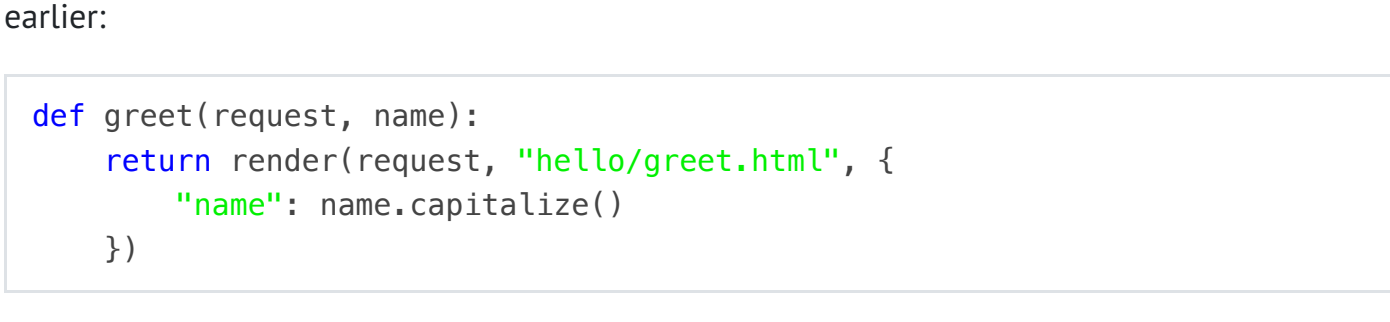 earlier:
def greet(request, name):
    return render(request, "hello/greet.html", {
        "name": name.capitalize()
    })